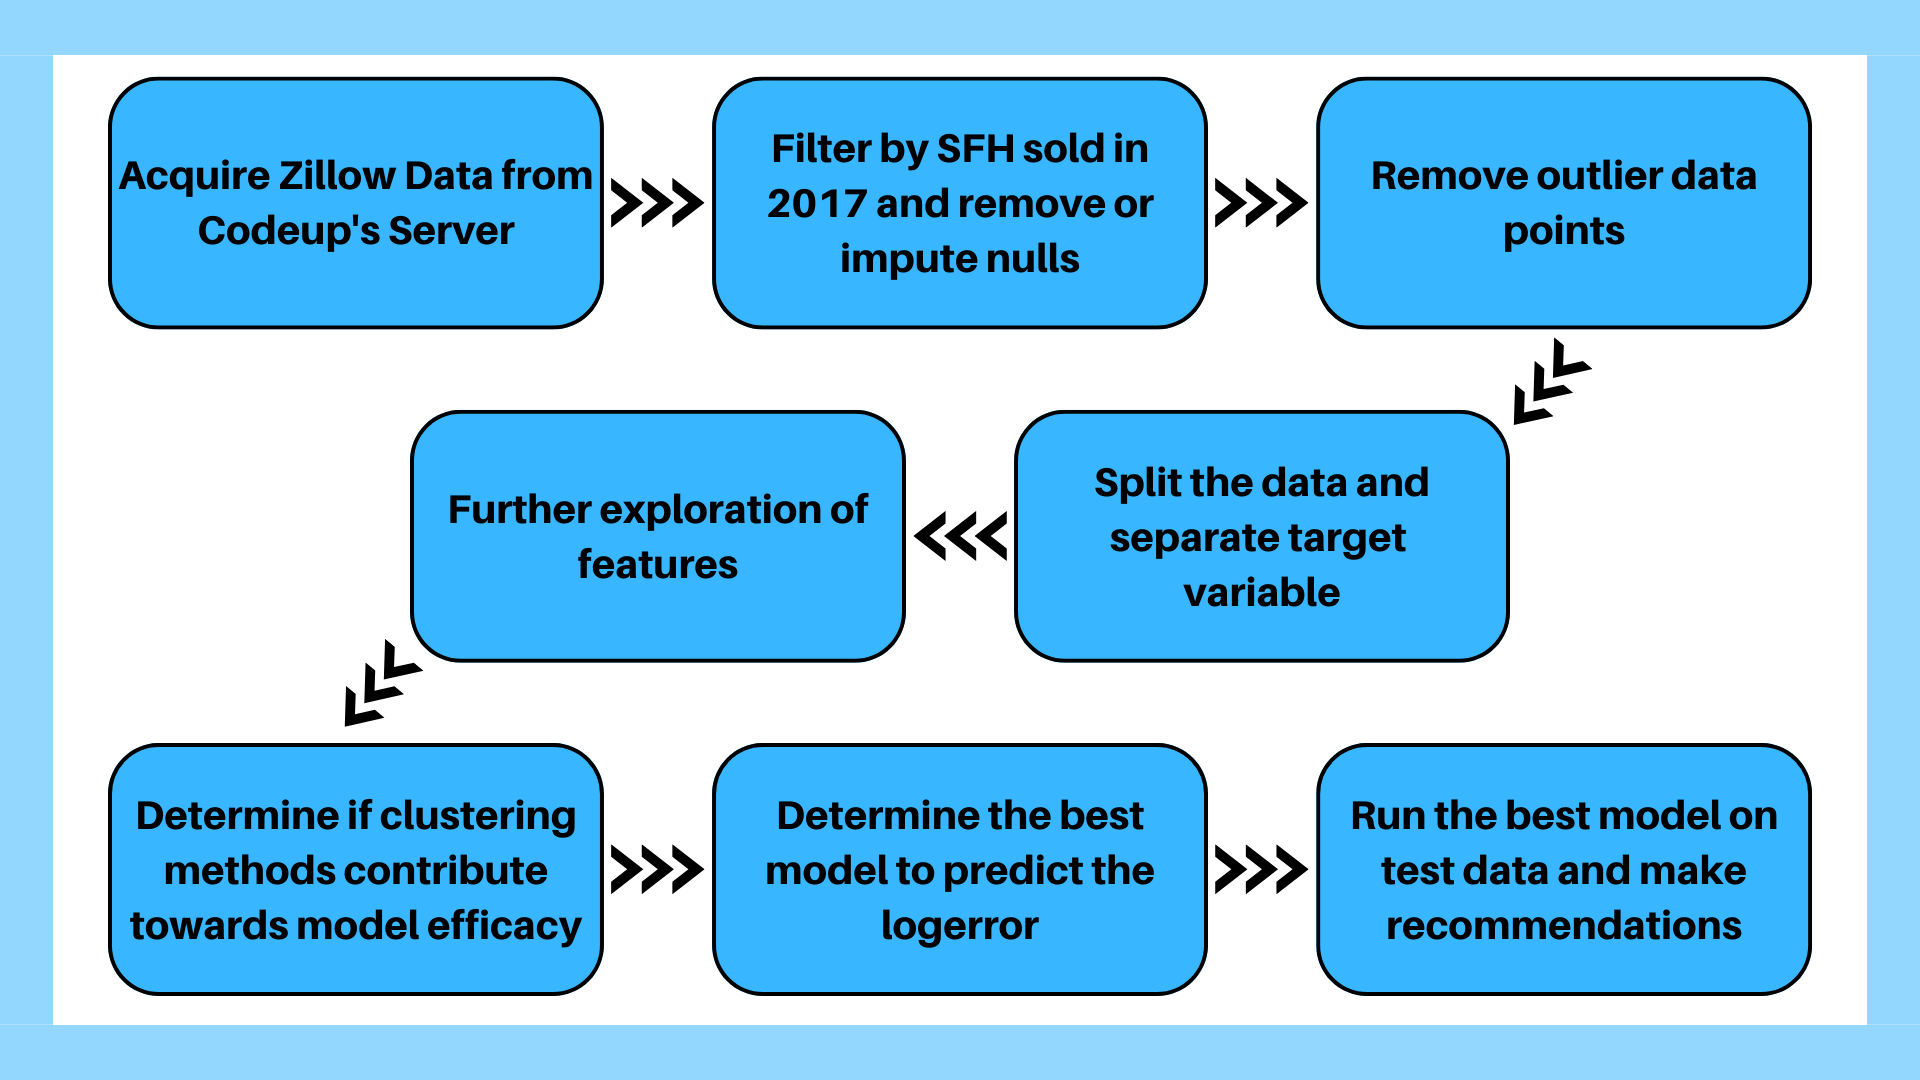 Acquire Zillow Data from
Codeup's Server
Filter by SFH sold in
2017 and remove or
impute nulls
Remove outlier data
points
Split the data and
separate target
variable
Further exploration of
features
Determine if clustering
methods contribute
towards model efficacy
Determine the best
model to predict the
logerror
Run the best model on
test data and make
recommendations